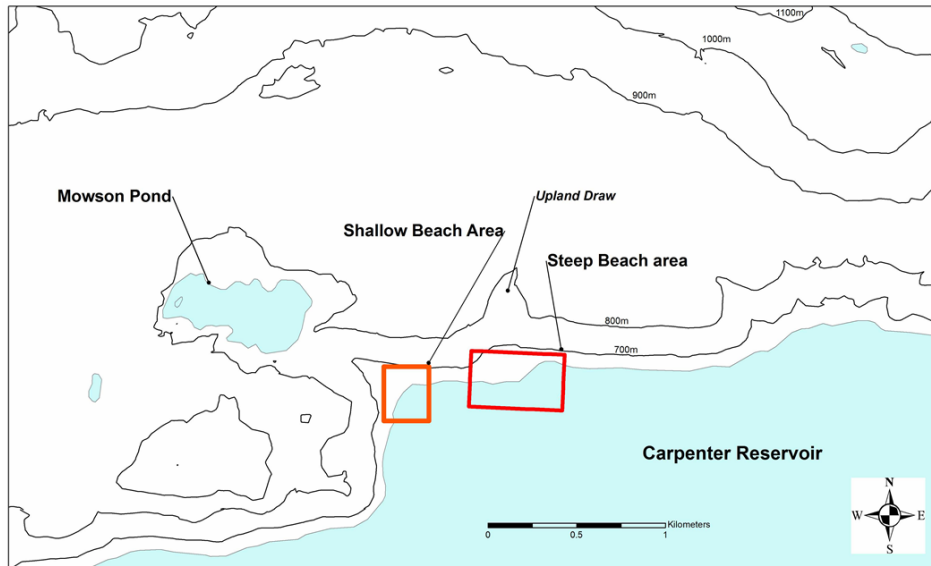 1100m
1000m
900m
Mowson Pond
Upland Draw
Shallow Beach Area
Steep Beach area
800m
700m
Carpenter Reservoir
N
W E
S
Kilometers
0 0.5 1